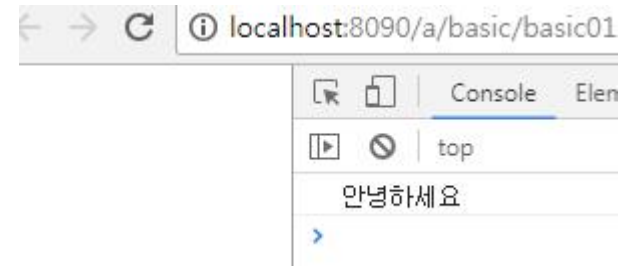 localhost:8090/a/basic/basic01
Console Elem
top
안녕하세요